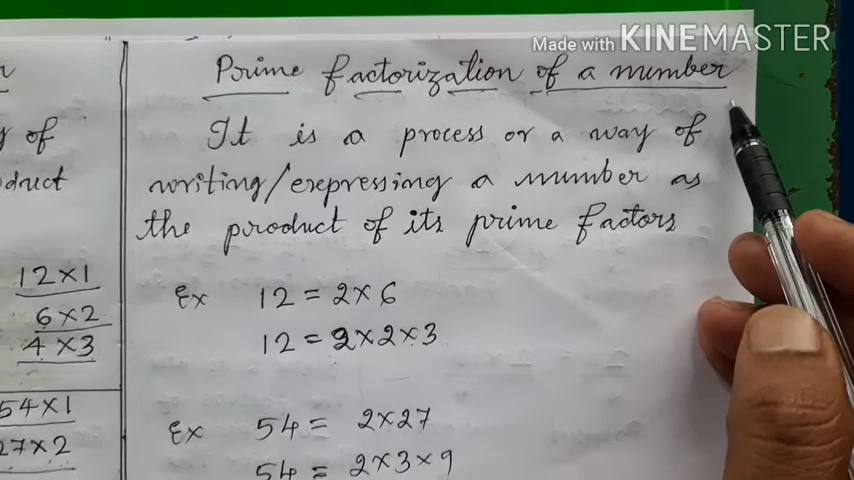 Made with KINEMASTER
Prime factorization of a number
It is a process or a way of
writing/expressing a number as
the product of its prime factors
Ex 12 = 2×6
12 = 2×2×3
Ex 54 = 2×27
54 = 2×3×9
of
12×1
6×2
4×3
54×1
27×2